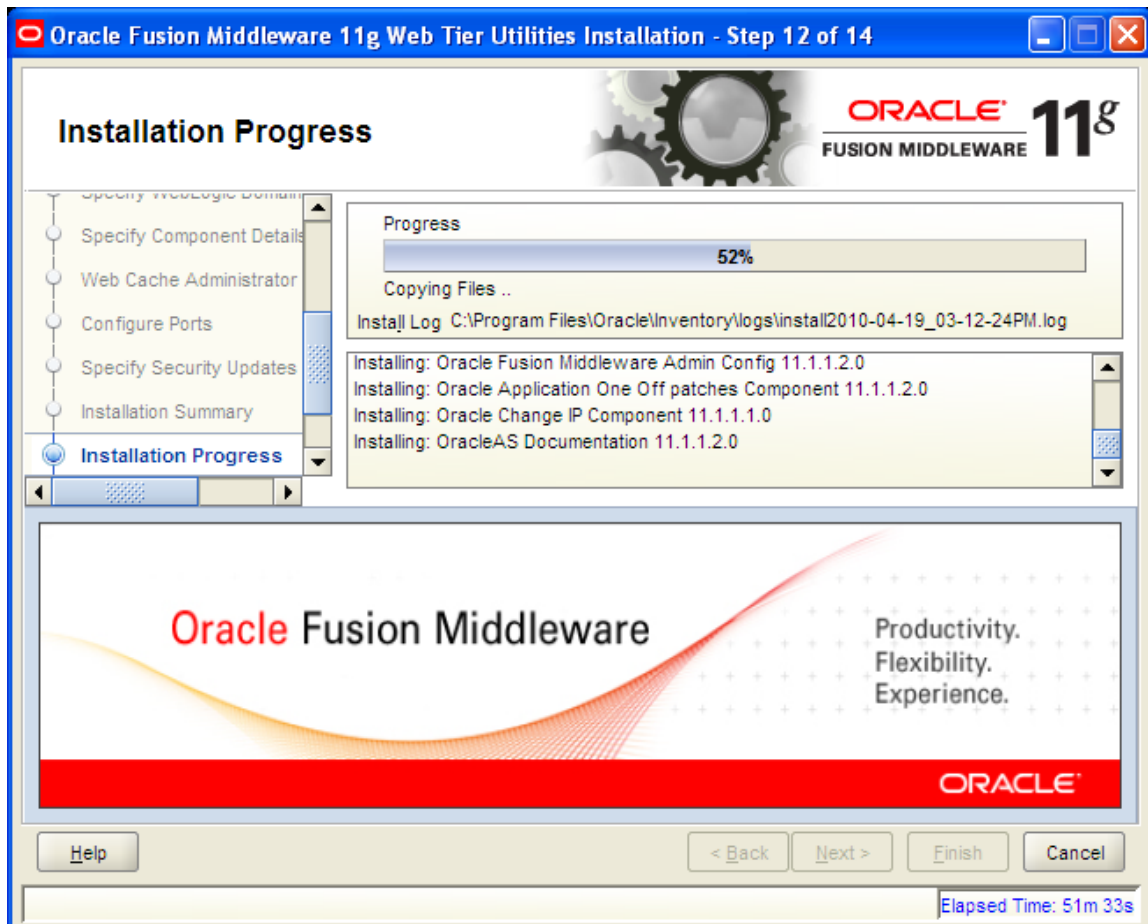 Oracle Fusion Middleware 11g Web Tier Utilities Installation - Step 12 of 14
Installation Progress
ORACLE
FUSION MIDDLEWARE
11g
Specify WebLogic Domain
Specify Component Details
Web Cache Administrator
Configure Ports
Specify Security Updates
Installation Summary
Installation Progress
Progress
52%
Copying Files ..
Install Log C:\Program Files\Oracle\Inventory\logs\install2010-04-19_03-12-24PM.log
Installing: Oracle Fusion Middleware Admin Config 11.1.1.2.0
Installing: Oracle Application One Off patches Component 11.1.1.2.0
Installing: Oracle Change IP Component 11.1.1.1.0
Installing: OracleAS Documentation 11.1.1.2.0
Oracle Fusion Middleware
Productivity.
Flexibility.
Experience.
ORACLE
Help
< Back
Next >
Finish
Cancel
Elapsed Time: 51m 33s